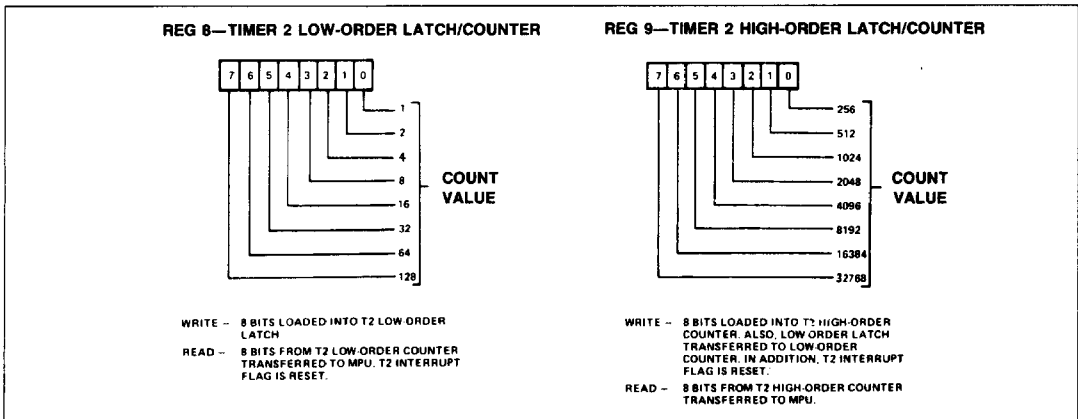 REG 8—TIMER 2 LOW-ORDER LATCH/COUNTER
7 6 5 4 3 2 1 0
1
2
4
8
16
32
64
128
COUNT
VALUE
WRITE – 8 BITS LOADED INTO T2 LOW-ORDER
LATCH
READ – 8 BITS FROM T2 LOW-ORDER COUNTER
TRANSFERRED TO MPU. T2 INTERRUPT
FLAG IS RESET.
REG 9—TIMER 2 HIGH-ORDER LATCH/COUNTER
7 6 5 4 3 2 1 0
256
512
1024
2048
4096
8192
16384
32768
COUNT
VALUE
WRITE – 8 BITS LOADED INTO T2 HIGH-ORDER
COUNTER. ALSO, LOW-ORDER LATCH
TRANSFERRED TO LOW-ORDER
COUNTER. IN ADDITION, T2 INTERRUPT
FLAG IS RESET.
READ – 8 BITS FROM T2 HIGH-ORDER COUNTER
TRANSFERRED TO MPU.